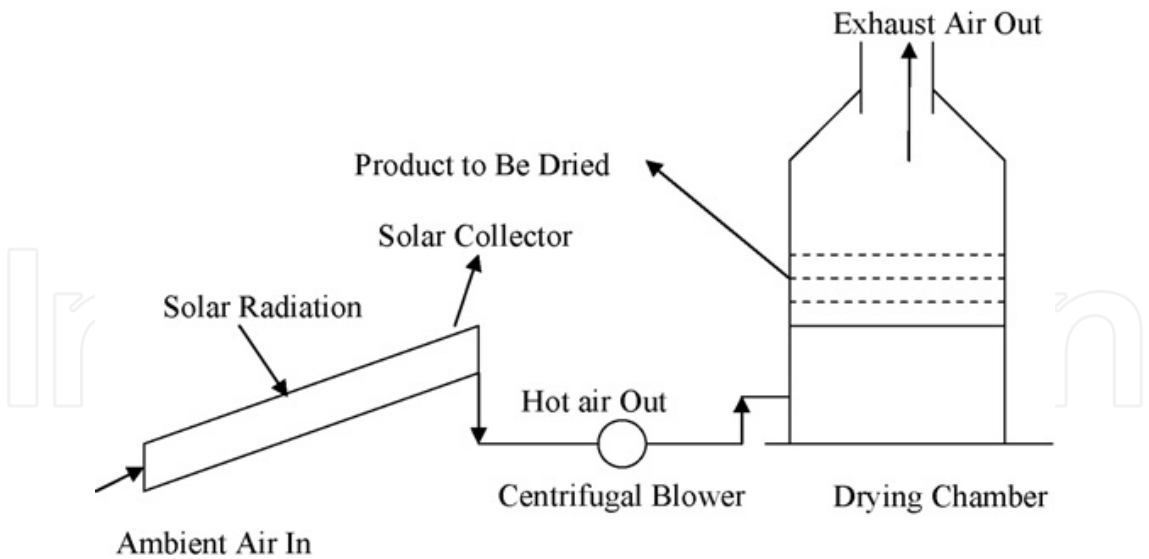 Exhaust Air Out
Product to Be Dried
Solar Collector
Solar Radiation
Hot air Out
Centrifugal Blower
Drying Chamber
Ambient Air In